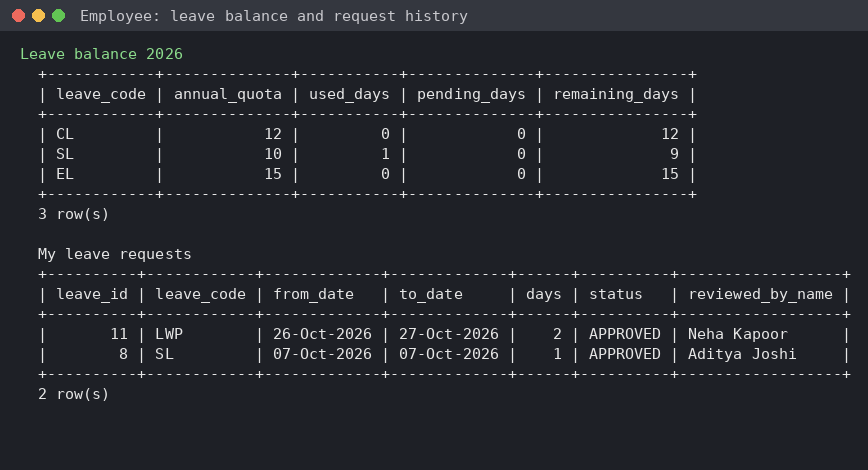 Employee: leave balance and request history
Leave balance 2026
+------------+--------------+-----------+--------------+----------------+
| leave_code | annual_quota | used_days | pending_days | remaining_days |
+------------+--------------+-----------+--------------+----------------+
| CL         |           12 |         0 |            0 |             12 |
| SL         |           10 |         1 |            0 |              9 |
| EL         |           15 |         0 |            0 |             15 |
+------------+--------------+-----------+--------------+----------------+
3 row(s)
My leave requests
+----------+------------+-------------+-------------+------+----------+------------------+
| leave_id | leave_code | from_date   | to_date     | days | status   | reviewed_by_name |
+----------+------------+-------------+-------------+------+----------+------------------+
|       11 | LWP        | 26-Oct-2026 | 27-Oct-2026 |    2 | APPROVED | Neha Kapoor      |
|        8 | SL         | 07-Oct-2026 | 07-Oct-2026 |    1 | APPROVED | Aditya Joshi     |
+----------+------------+-------------+-------------+------+----------+------------------+
2 row(s)